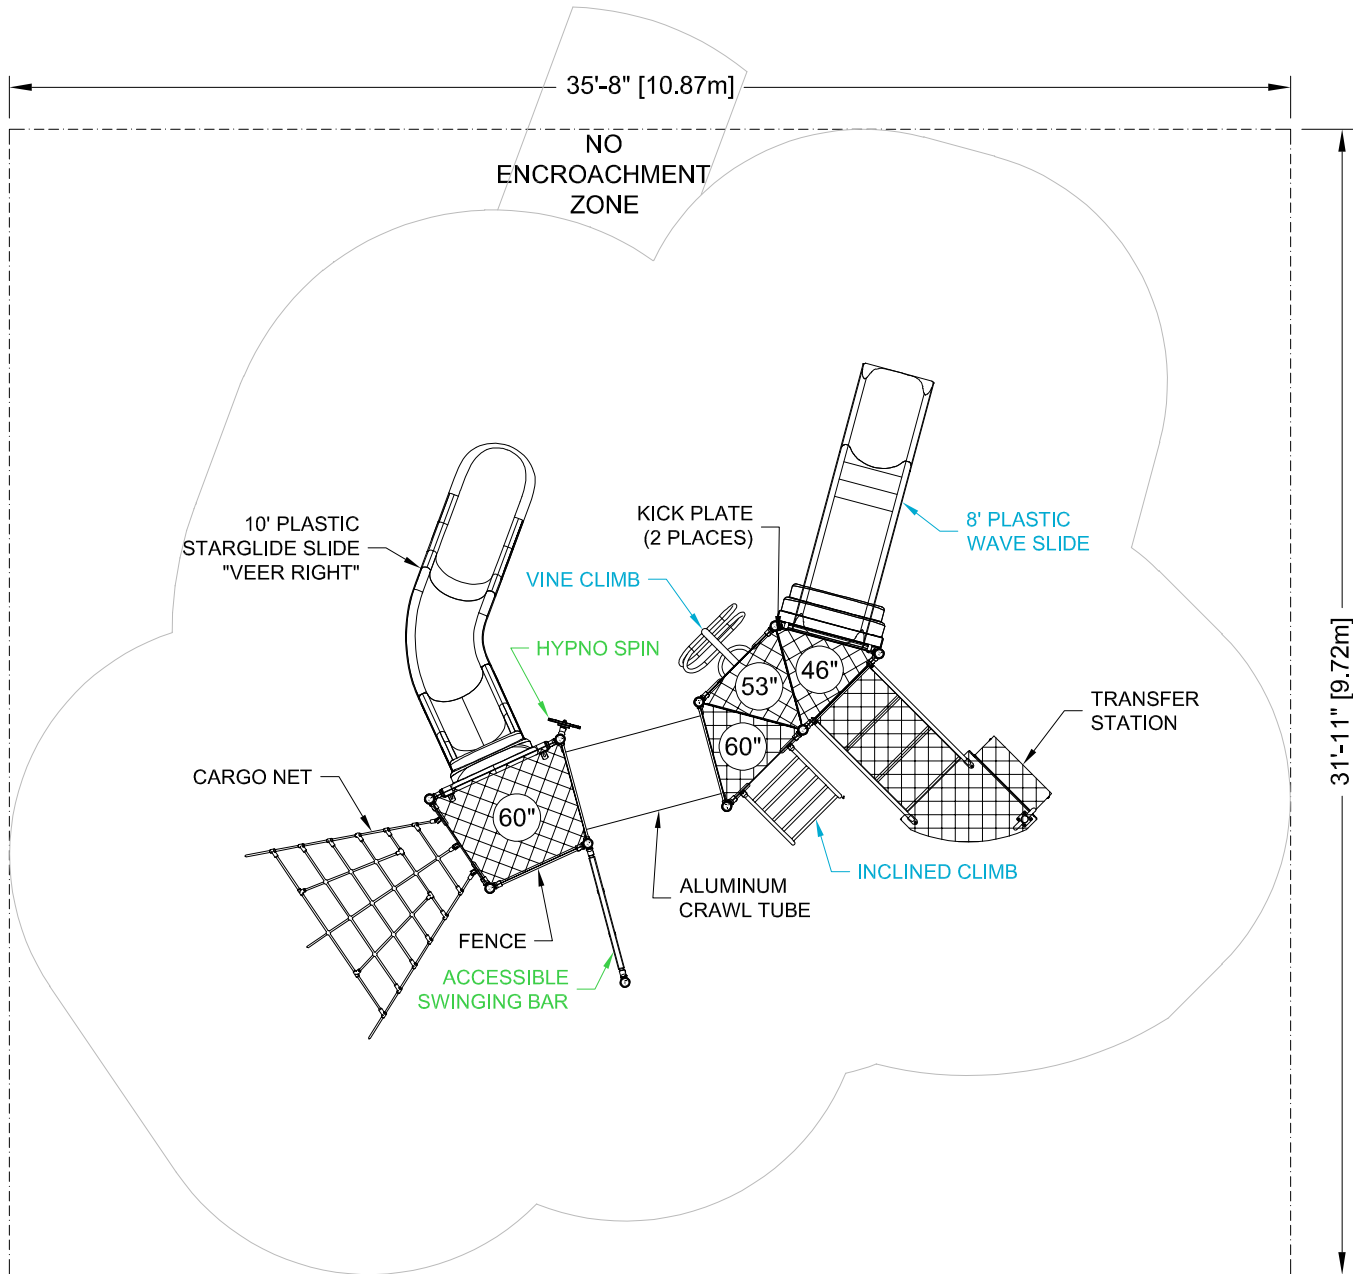 35'-8" [10.87m]
NO
ENCROACHMENT
ZONE
10' PLASTIC
STARGLIDE SLIDE
"VEER RIGHT"
KICK PLATE
(2 PLACES)
8' PLASTIC
WAVE SLIDE
VINE CLIMB
HYPNO SPIN
53"
46"
60"
TRANSFER
STATION
31'-11" [9.72m]
CARGO NET
60"
INCLINED CLIMB
ALUMINUM
CRAWL TUBE
FENCE
ACCESSIBLE
SWINGING BAR